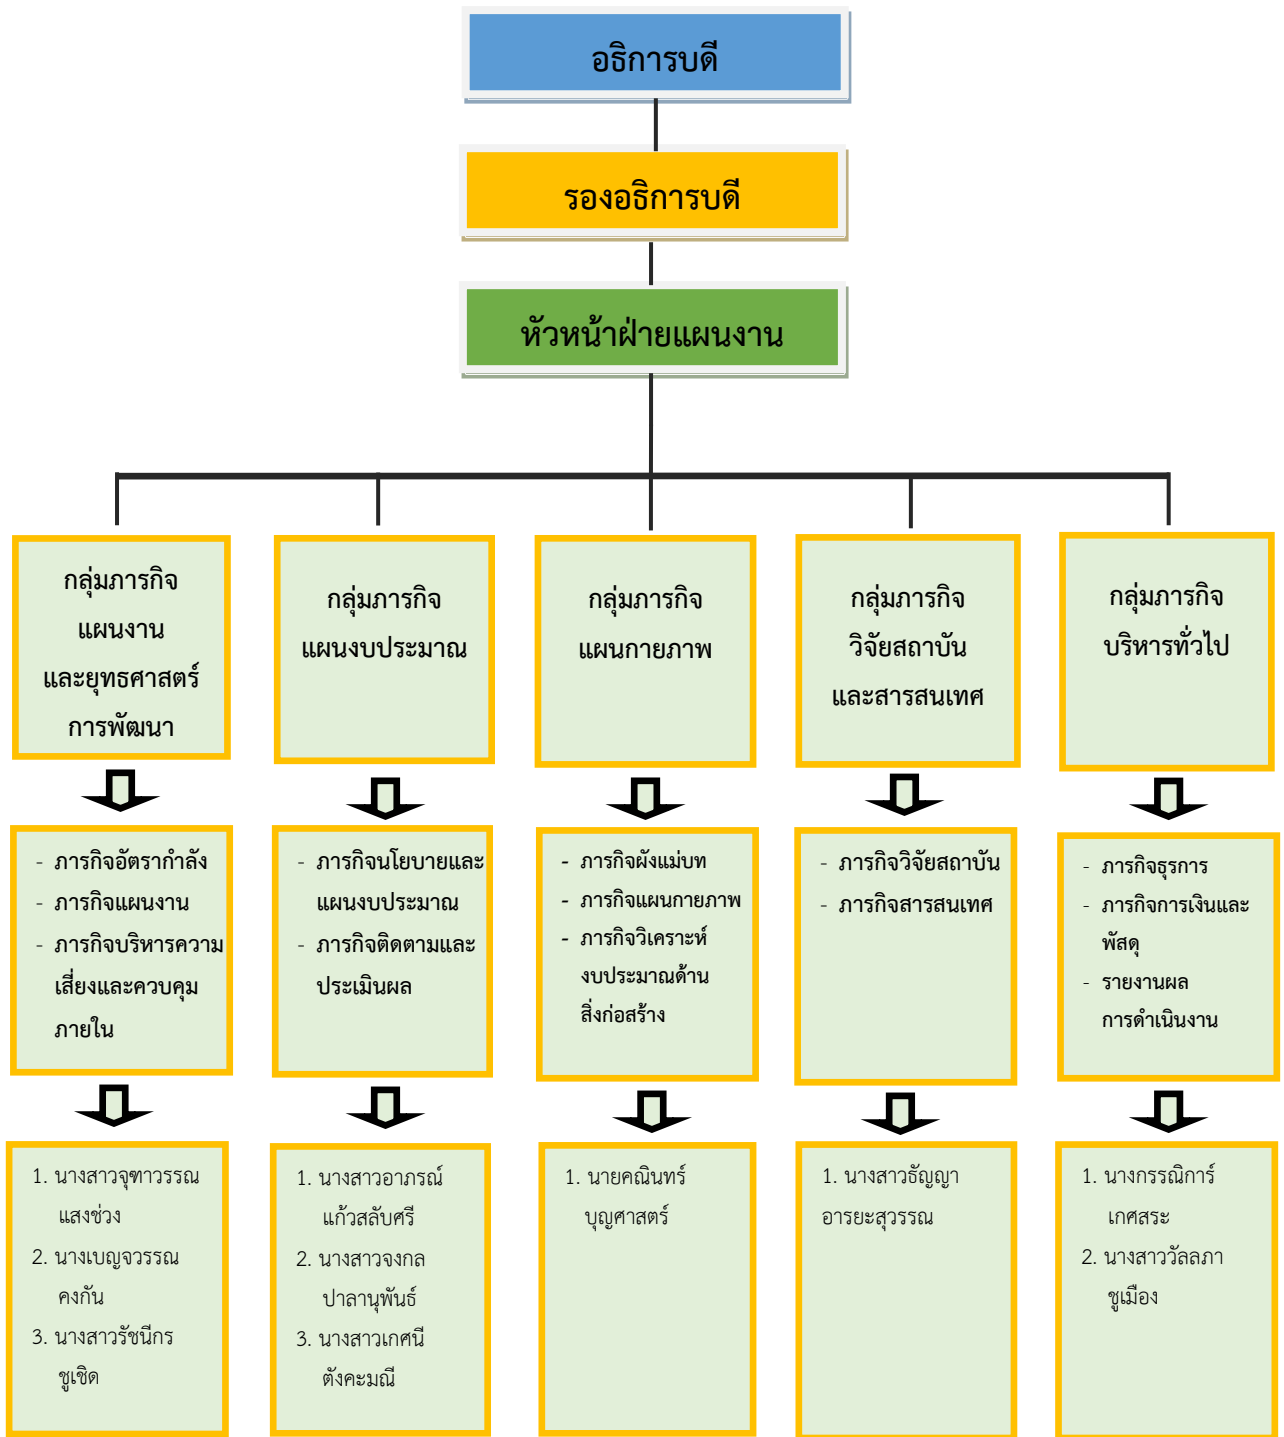 อธิการบดี
รองอธิการบดี
หัวหน้าฝ่ายแผนงาน
กลุ่มภารกิจ
แผนงาน
และยุทธศาสตร์
การพัฒนา
กลุ่มภารกิจ
แผนงบประมาณ
กลุ่มภารกิจ
แผนกายภาพ
กลุ่มภารกิจ
วิจัยสถาบัน
และสารสนเทศ
กลุ่มภารกิจ
บริหารทั่วไป
- ภารกิจอัตรากำลัง
- ภารกิจแผนงาน
- ภารกิจบริหารความ
เสี่ยงและควบคุม
ภายใน
- ภารกิจนโยบายและ
แผนงบประมาณ
- ภารกิจติดตามและ
ประเมินผล
- ภารกิจผังแม่บท
- ภารกิจแผนกายภาพ
- ภารกิจวิเคราะห์
งบประมาณด้าน
สิ่งก่อสร้าง
- ภารกิจวิจัยสถาบัน
- ภารกิจสารสนเทศ
- ภารกิจธุรการ
- ภารกิจการเงินและ
พัสดุ
- รายงานผล
การดำเนินงาน
1. นางสาวจุฑาวรรณ
แสงช่วง
2. นางเบญจวรรณ
คงกัน
3. นางสาวรัชนีกร
ชูเชิด
1. นางสาวอาภรณ์
แก้วสลับศรี
2. นางสาวจงกล
ปาลานุพันธ์
3. นางสาวเกศนี
ตังคะมณี
1. นายคณินทร์
บุญศาสตร์
1. นางสาวธัญญา
อารยะสุวรรณ
1. นางกรรณิการ์
เกศสระ
2. นางสาววัลลภา
ชูเมือง